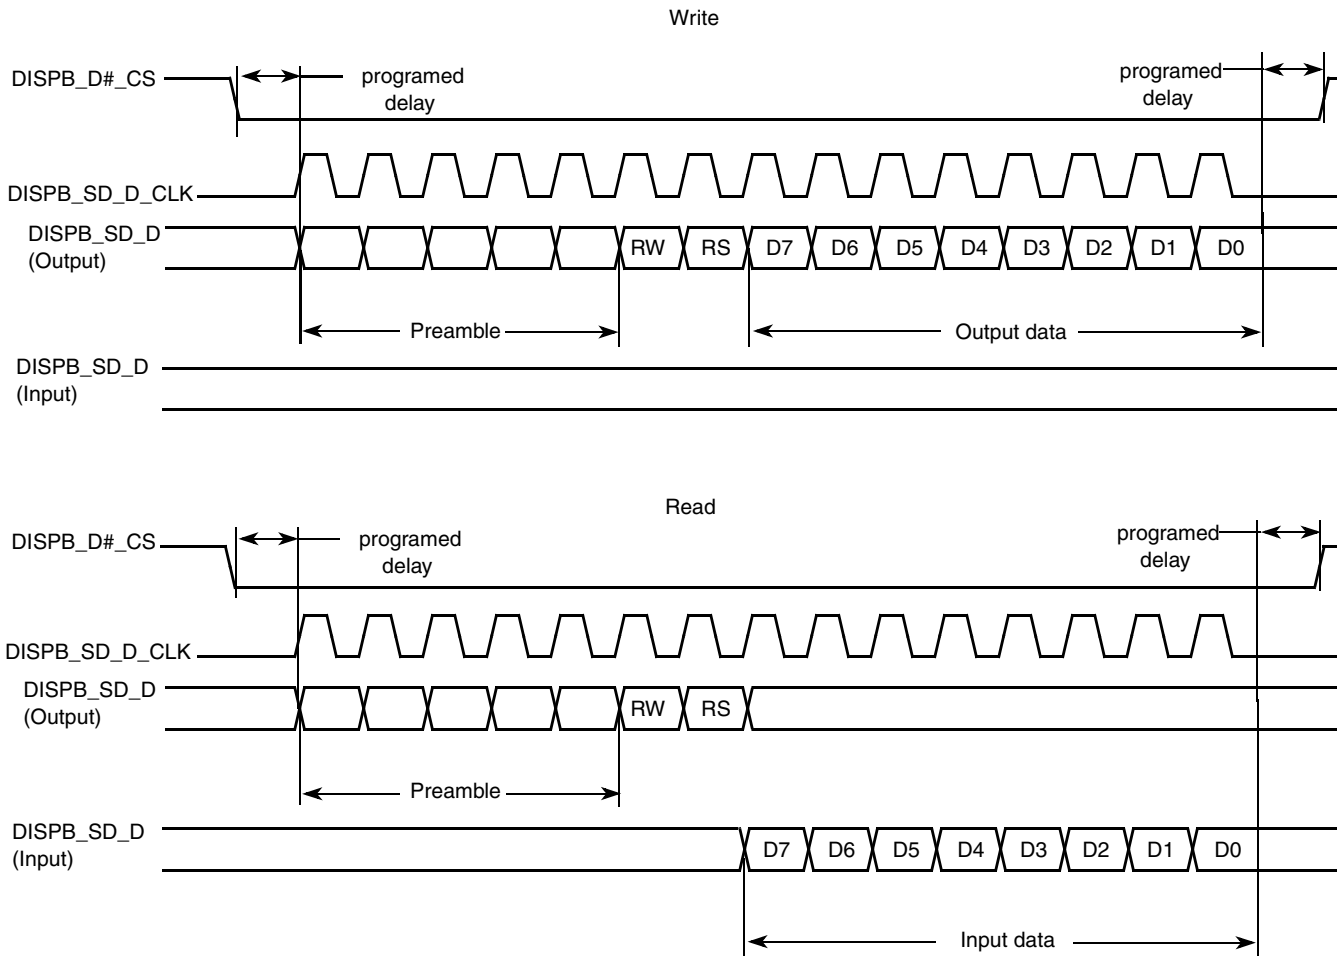 Write
DISPB_D#_CS
programed
delay
programed
delay
DISPB_SD_D_CLK
DISPB_SD_D
(Output)
RW RS D7 D6 D5 D4 D3 D2 D1 D0
Preamble
Output data
DISPB_SD_D
(Input)
Read
DISPB_D#_CS
programed
delay
programed
delay
DISPB_SD_D_CLK
DISPB_SD_D
(Output)
RW RS
Preamble
DISPB_SD_D
(Input)
D7 D6 D5 D4 D3 D2 D1 D0
Input data